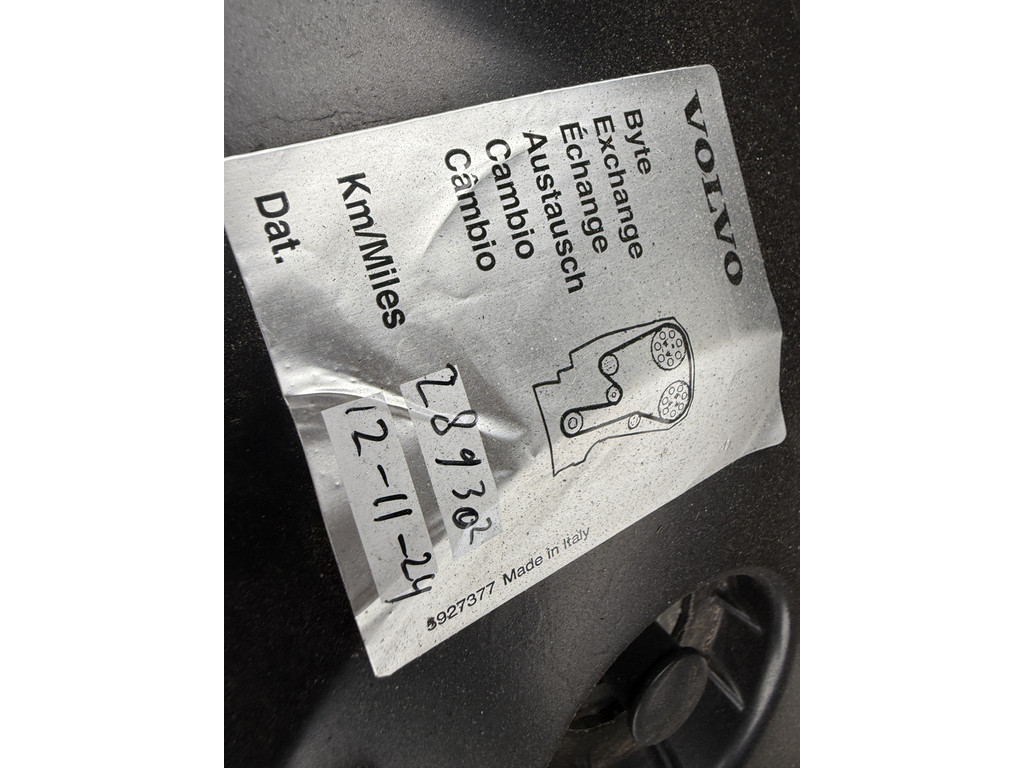 VOLVO
Byte
Exchange
Échange
Austausch
Cambio
Câmbio
Km/Miles 289302
Dat. 12-11-24
3927377 Made in Italy